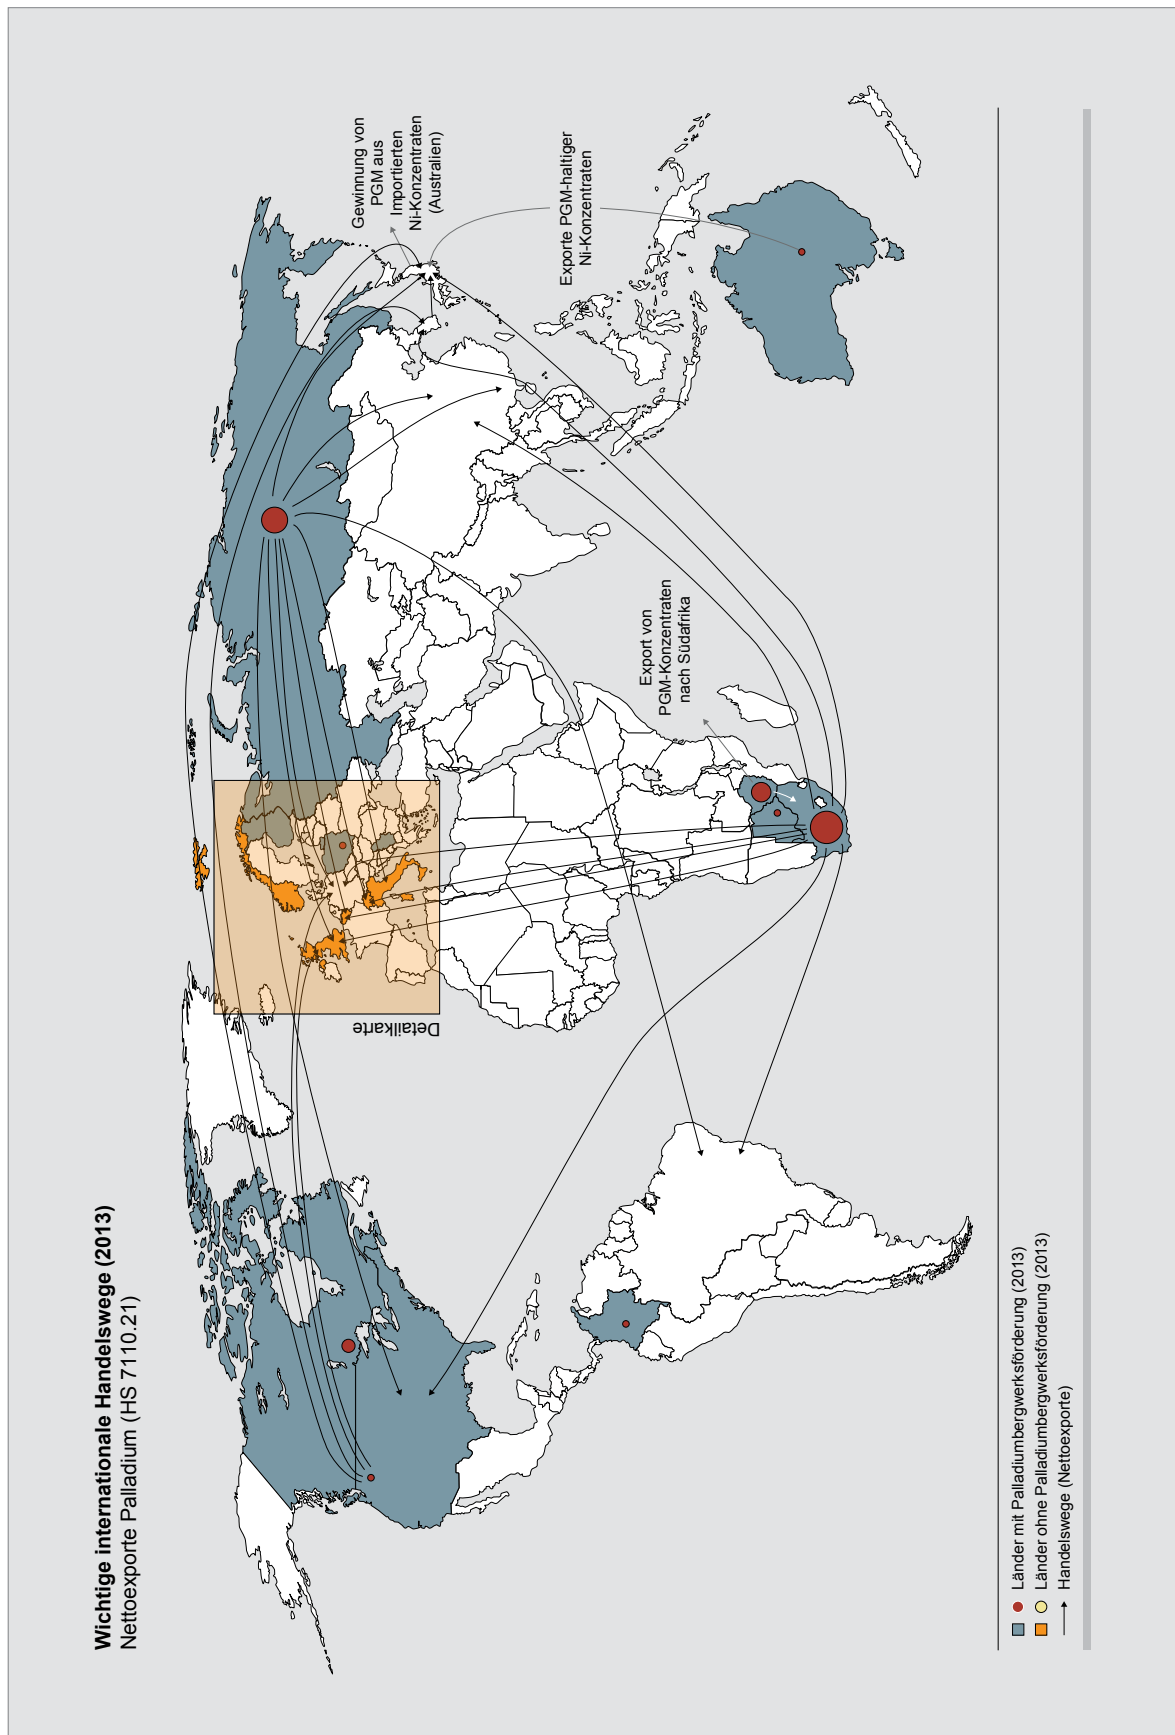 Wichtige internationale Handelswege (2013)
Nettoexporte Palladium (HS 7110.21)
Gewinnung von
PGM aus
Importierten
Ni-Konzentraten
(Australien)
Exporte PGM-haltiger
Ni-Konzentraten
Export von
PGM-Konzentraten
nach Südafrika
Detailkarte
Länder mit Palladiumbergwerksförderung (2013)
Länder ohne Palladiumbergwerksförderung (2013)
Handelswege (Nettoexporte)